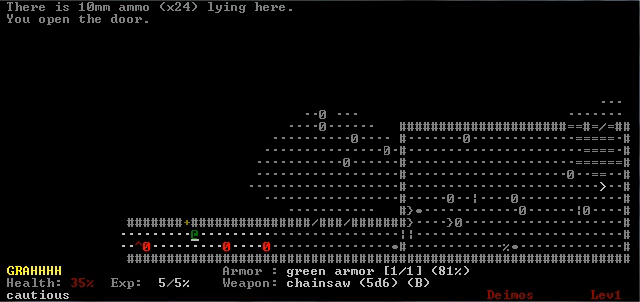 There is 10mm ammo (x24) lying here.
You open the door.
GRAHHHH
Armor : green armor [1/1] (81%)
Health: 35% Exp: 5/5%
Weapon: chainsaw (5d6) (B)
cautious
Deimos Lev1